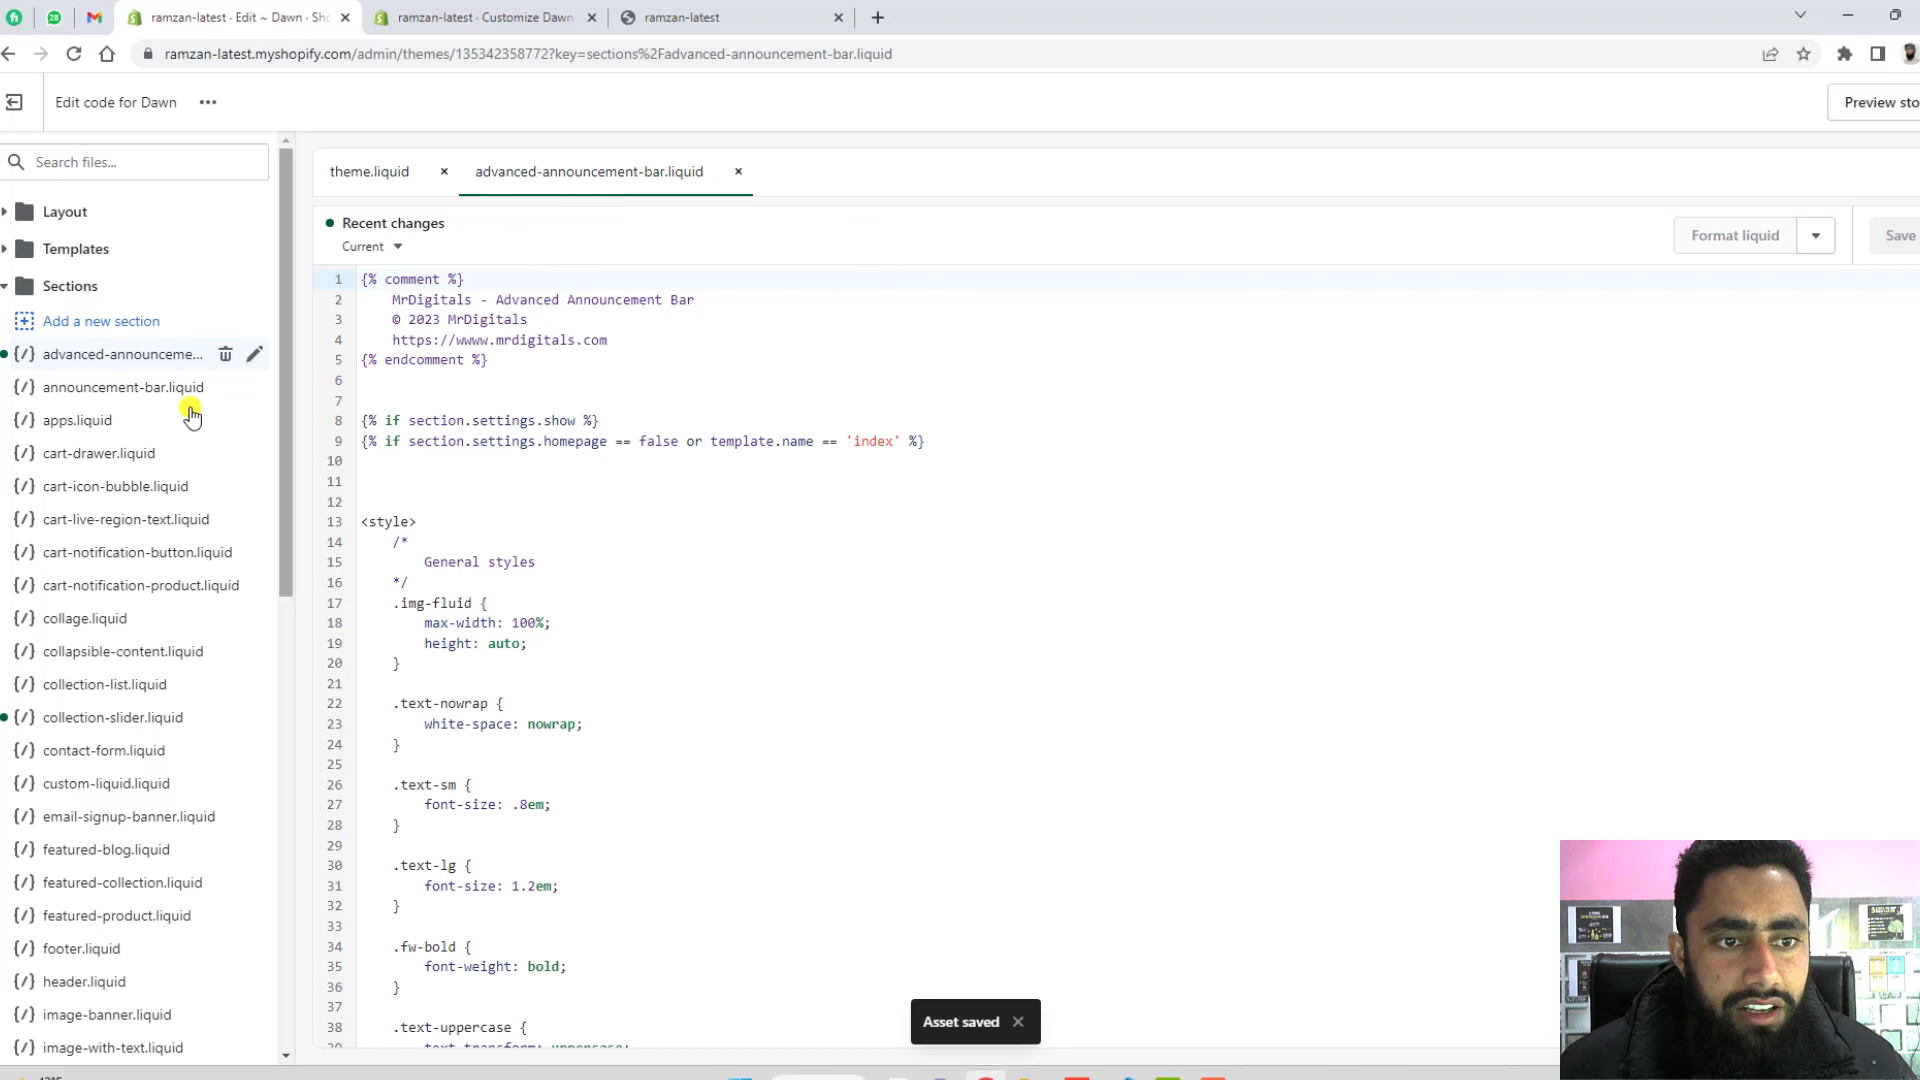 28
ramzan-latest · Edit ~ Dawn · Sho
ramzan-latest · Customize Dawn
ramzan-latest
ramzan-latest.myshopify.com/admin/themes/135342358772?key=sections%2Fadvanced-announcement-bar.liquid
Edit code for Dawn
Preview sto
Search files...
Layout
Templates
Sections
Add a new section
advanced-announceme...
announcement-bar.liquid
apps.liquid
cart-drawer.liquid
cart-icon-bubble.liquid
cart-live-region-text.liquid
cart-notification-button.liquid
cart-notification-product.liquid
collage.liquid
collapsible-content.liquid
collection-list.liquid
collection-slider.liquid
contact-form.liquid
custom-liquid.liquid
email-signup-banner.liquid
featured-blog.liquid
featured-collection.liquid
featured-product.liquid
footer.liquid
header.liquid
image-banner.liquid
image-with-text.liquid
theme.liquid
advanced-announcement-bar.liquid
Recent changes
Current
Format liquid
Save
1 {% comment %}
2 MrDigitals - Advanced Announcement Bar
3 © 2023 MrDigitals
4 https://wwww.mrdigitals.com
5 {% endcomment %}
6
7
8 {% if section.settings.show %}
9 {% if section.settings.homepage == false or template.name == 'index' %}
10
11
12
13 <style>
14 /*
15 General styles
16 */
17 .img-fluid {
18 max-width: 100%;
19 height: auto;
20 }
21
22 .text-nowrap {
23 white-space: nowrap;
24 }
25
26 .text-sm {
27 font-size: .8em;
28 }
29
30 .text-lg {
31 font-size: 1.2em;
32 }
33
34 .fw-bold {
35 font-weight: bold;
36 }
37
38 .text-uppercase {
39 text-transform: uppercase;
Asset saved